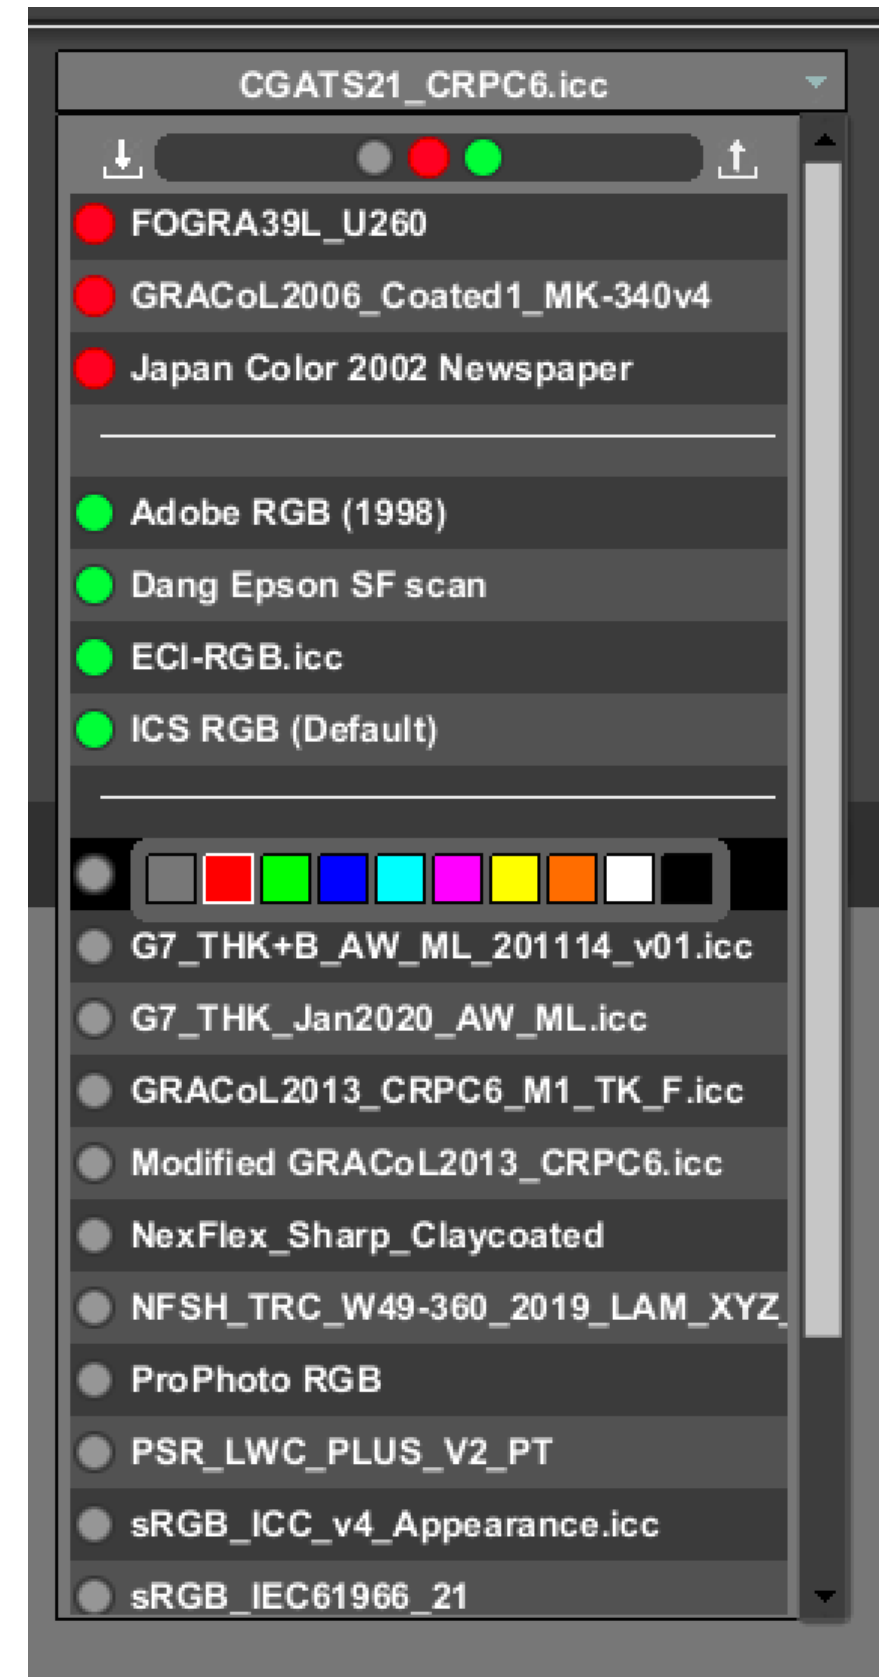 CGATS21_CRPC6.icc
FOGRA39L_U260
GRACoL2006_Coated1_MK-340v4
Japan Color 2002 Newspaper
Adobe RGB (1998)
Dang Epson SF scan
ECI-RGB.icc
ICS RGB (Default)
G7_THK+B_AW_ML_201114_v01.icc
G7_THK_Jan2020_AW_ML.icc
GRACoL2013_CRPC6_M1_TK_F.icc
Modified GRACoL2013_CRPC6.icc
NexFlex_Sharp_Claycoated
NFSH_TRC_W49-360_2019_LAM_XYZ_
ProPhoto RGB
PSR_LWC_PLUS_V2_PT
sRGB_ICC_v4_Appearance.icc
sRGB_IEC61966_21